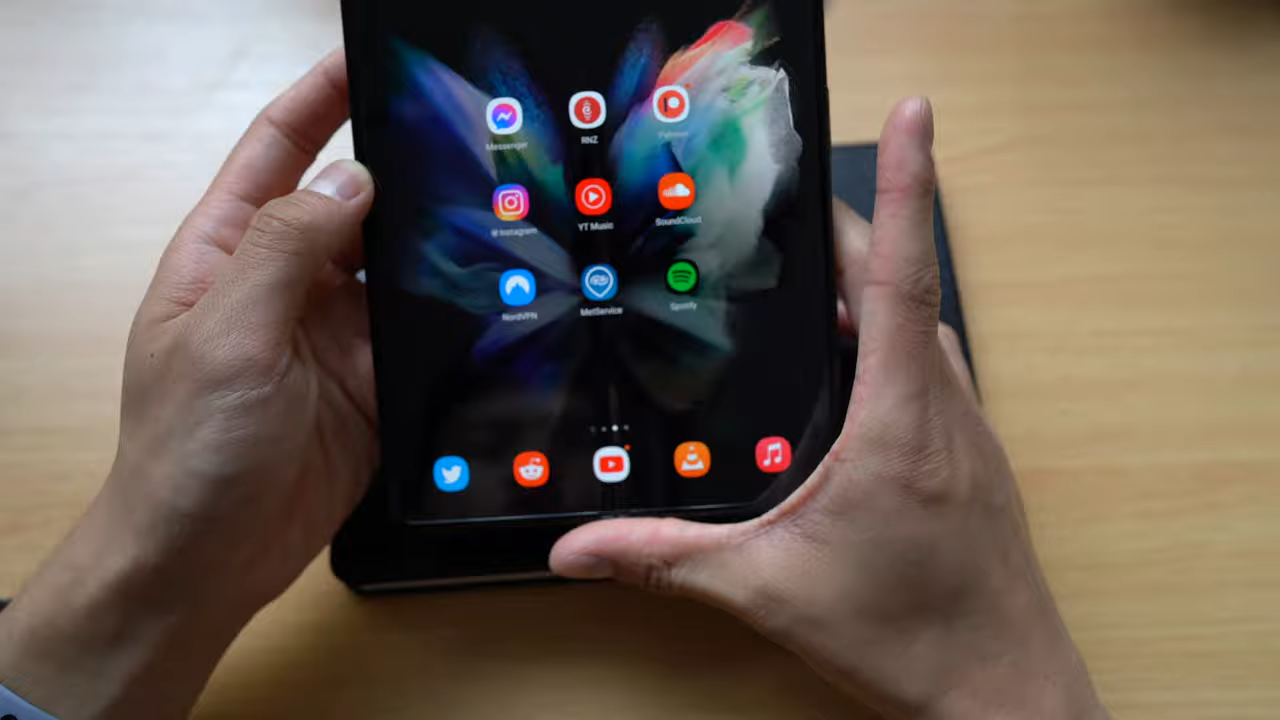 Messenger
RNZ
Patreon
Instagram
YT Music
SoundCloud
NordVPN
MetService
Spotify